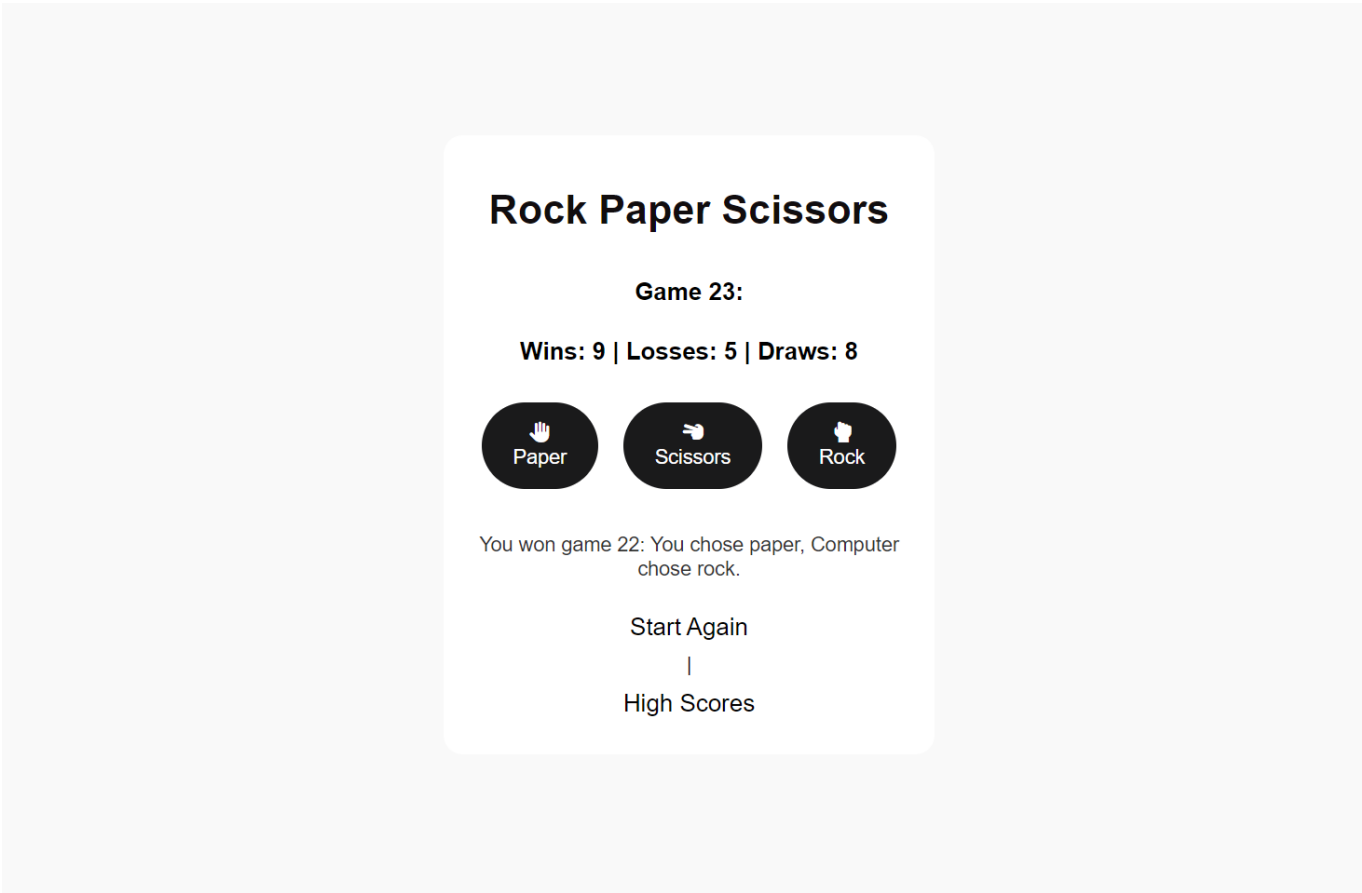 Rock Paper Scissors
Game 23:
Wins: 9 | Losses: 5 | Draws: 8
Paper
Scissors
Rock
You won game 22: You chose paper, Computer
chose rock.
Start Again
|
High Scores